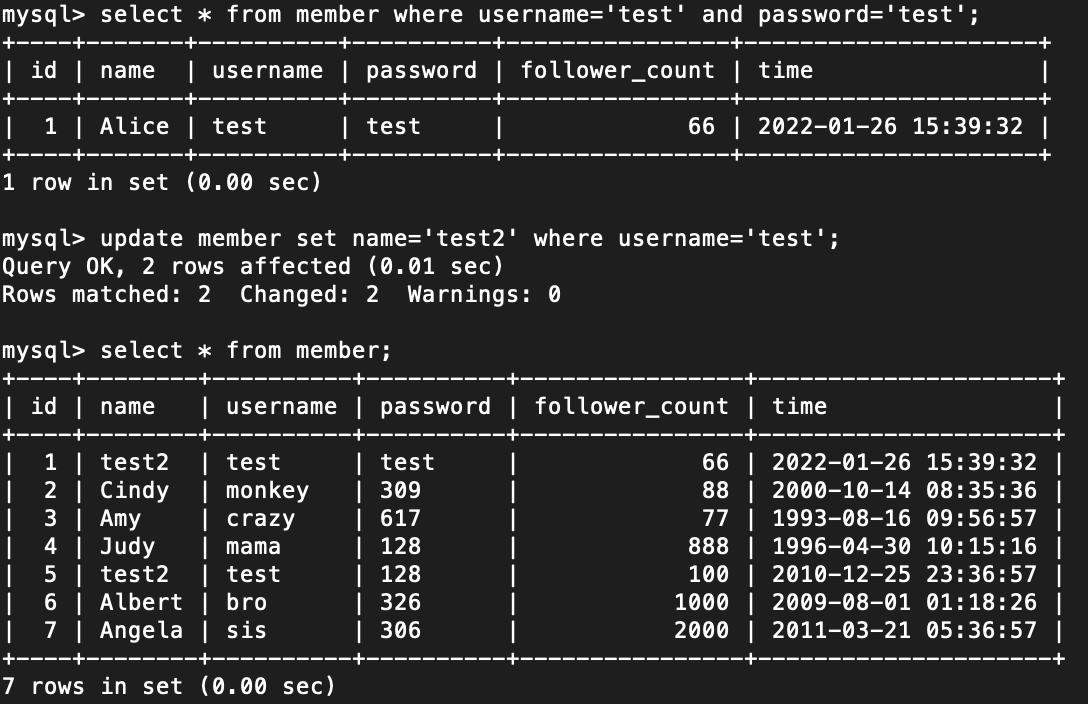 mysql> select * from member where username='test' and password='test';
+----+-------+----------+----------+----------------+---------------------+
| id | name  | username | password | follower_count | time                |
+----+-------+----------+----------+----------------+---------------------+
|  1 | Alice | test     | test     |             66 | 2022-01-26 15:39:32 |
+----+-------+----------+----------+----------------+---------------------+
1 row in set (0.00 sec)

mysql> update member set name='test2' where username='test';
Query OK, 2 rows affected (0.01 sec)
Rows matched: 2  Changed: 2  Warnings: 0

mysql> select * from member;
+----+--------+----------+----------+----------------+---------------------+
| id | name   | username | password | follower_count | time                |
+----+--------+----------+----------+----------------+---------------------+
|  1 | test2  | test     | test     |             66 | 2022-01-26 15:39:32 |
|  2 | Cindy  | monkey   | 309      |             88 | 2000-10-14 08:35:36 |
|  3 | Amy    | crazy    | 617      |             77 | 1993-08-16 09:56:57 |
|  4 | Judy   | mama     | 128      |            888 | 1996-04-30 10:15:16 |
|  5 | test2  | test     | 128      |            100 | 2010-12-25 23:36:57 |
|  6 | Albert | bro      | 326      |           1000 | 2009-08-01 01:18:26 |
|  7 | Angela | sis      | 306      |           2000 | 2011-03-21 05:36:57 |
+----+--------+----------+----------+----------------+---------------------+
7 rows in set (0.00 sec)